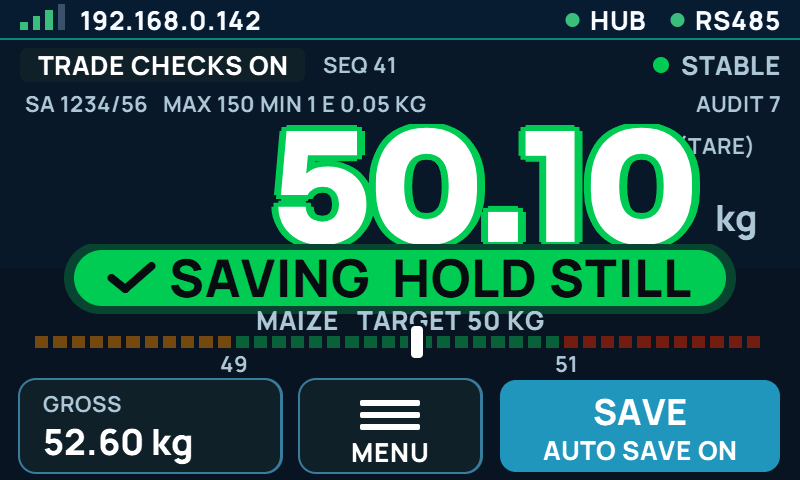 192.168.0.142 HUB RS485
TRADE CHECKS ON SEQ 41 STABLE
SA 1234/56 MAX 150 MIN 1 E 0.05 KG AUDIT 7
(TARE)
50.10 kg
SAVING HOLD STILL
MAIZE TARGET 50 KG
49 51
GROSS
52.60 kg
MENU
SAVE
AUTO SAVE ON